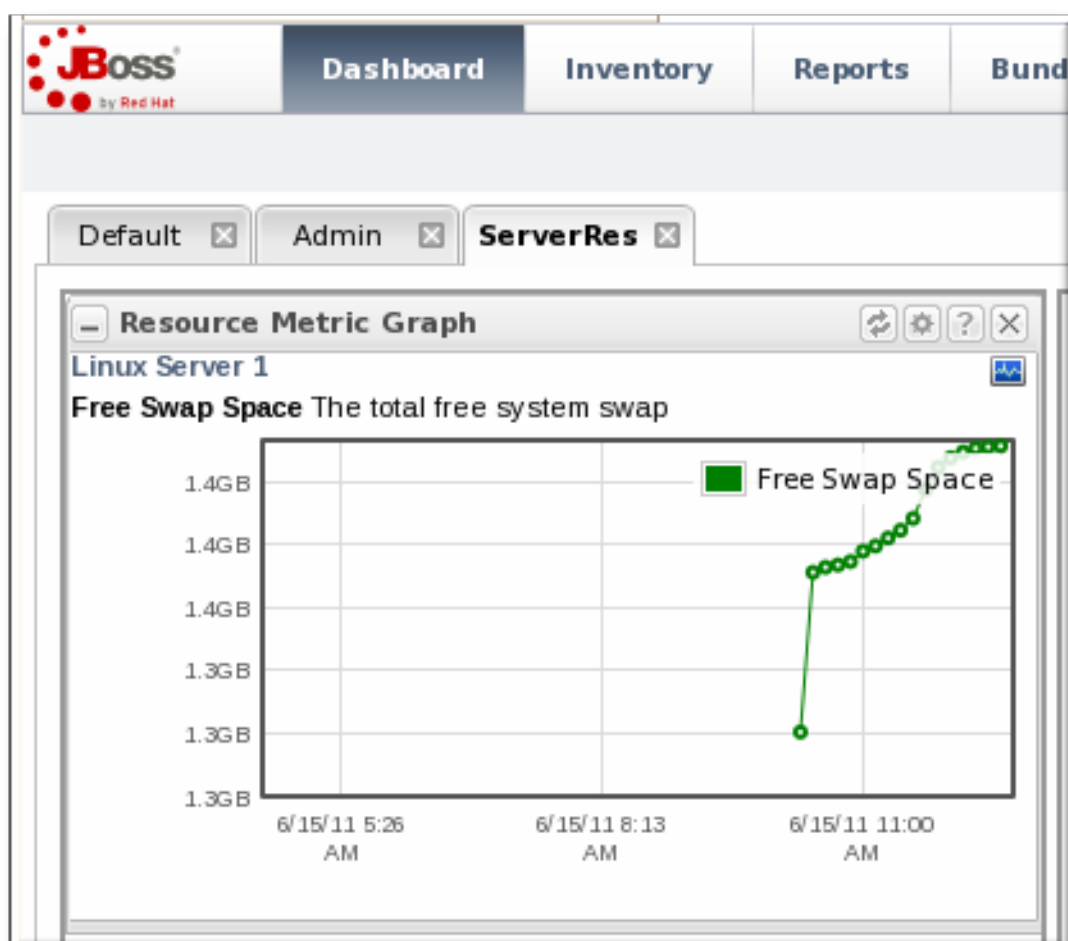 JBoss
by Red Hat
Dashboard Inventory Reports Bund
Default Admin ServerRes
Resource Metric Graph
Linux Server 1
Free Swap Space The total free system swap
Free Swap Space
1.4GB
1.4GB
1.4GB
1.3GB
1.3GB
1.3GB
6/15/11 5:26 AM
6/15/11 8:13 AM
6/15/11 11:00 AM